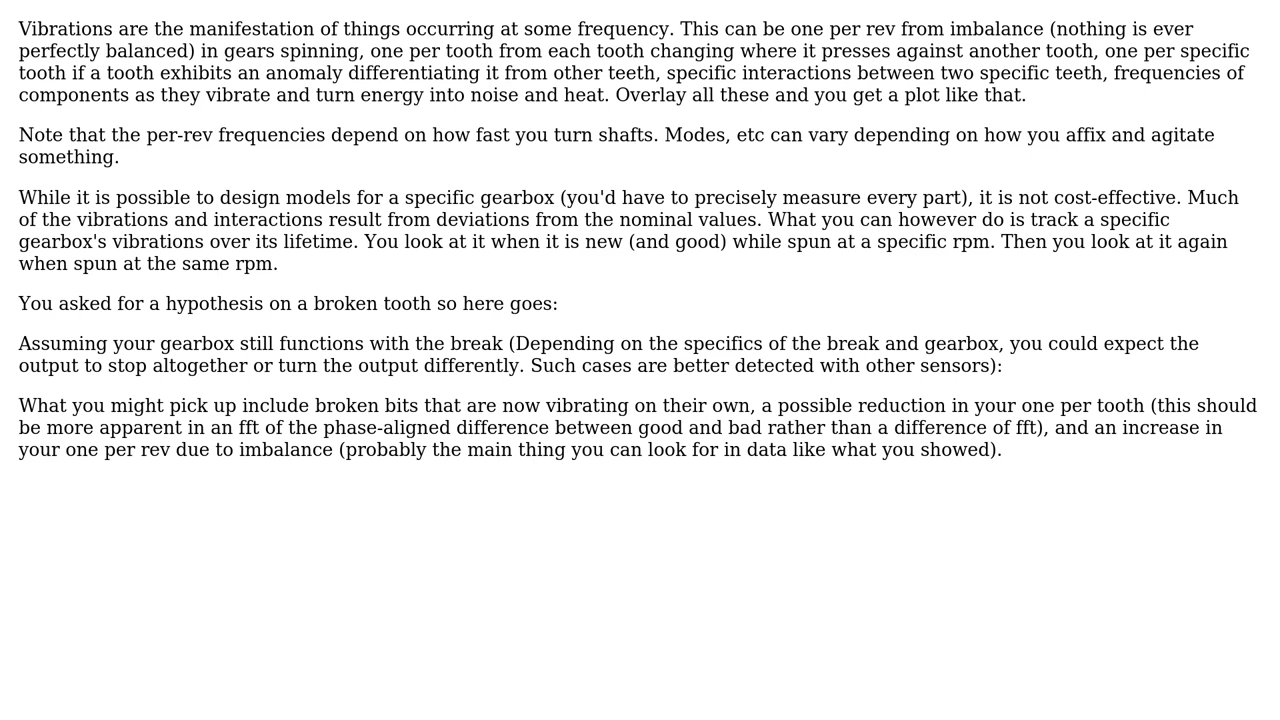 Vibrations are the manifestation of things occurring at some frequency. This can be one per rev from imbalance (nothing is ever
perfectly balanced) in gears spinning, one per tooth from each tooth changing where it presses against another tooth, one per specific
tooth if a tooth exhibits an anomaly differentiating it from other teeth, specific interactions between two specific teeth, frequencies of
components as they vibrate and turn energy into noise and heat. Overlay all these and you get a plot like that.
Note that the per-rev frequencies depend on how fast you turn shafts. Modes, etc can vary depending on how you affix and agitate
something.
While it is possible to design models for a specific gearbox (you'd have to precisely measure every part), it is not cost-effective. Much
of the vibrations and interactions result from deviations from the nominal values. What you can however do is track a specific
gearbox's vibrations over its lifetime. You look at it when it is new (and good) while spun at a specific rpm. Then you look at it again
when spun at the same rpm.
You asked for a hypothesis on a broken tooth so here goes:
Assuming your gearbox still functions with the break (Depending on the specifics of the break and gearbox, you could expect the
output to stop altogether or turn the output differently. Such cases are better detected with other sensors):
What you might pick up include broken bits that are now vibrating on their own, a possible reduction in your one per tooth (this should
be more apparent in an fft of the phase-aligned difference between good and bad rather than a difference of fft), and an increase in
your one per rev due to imbalance (probably the main thing you can look for in data like what you showed).